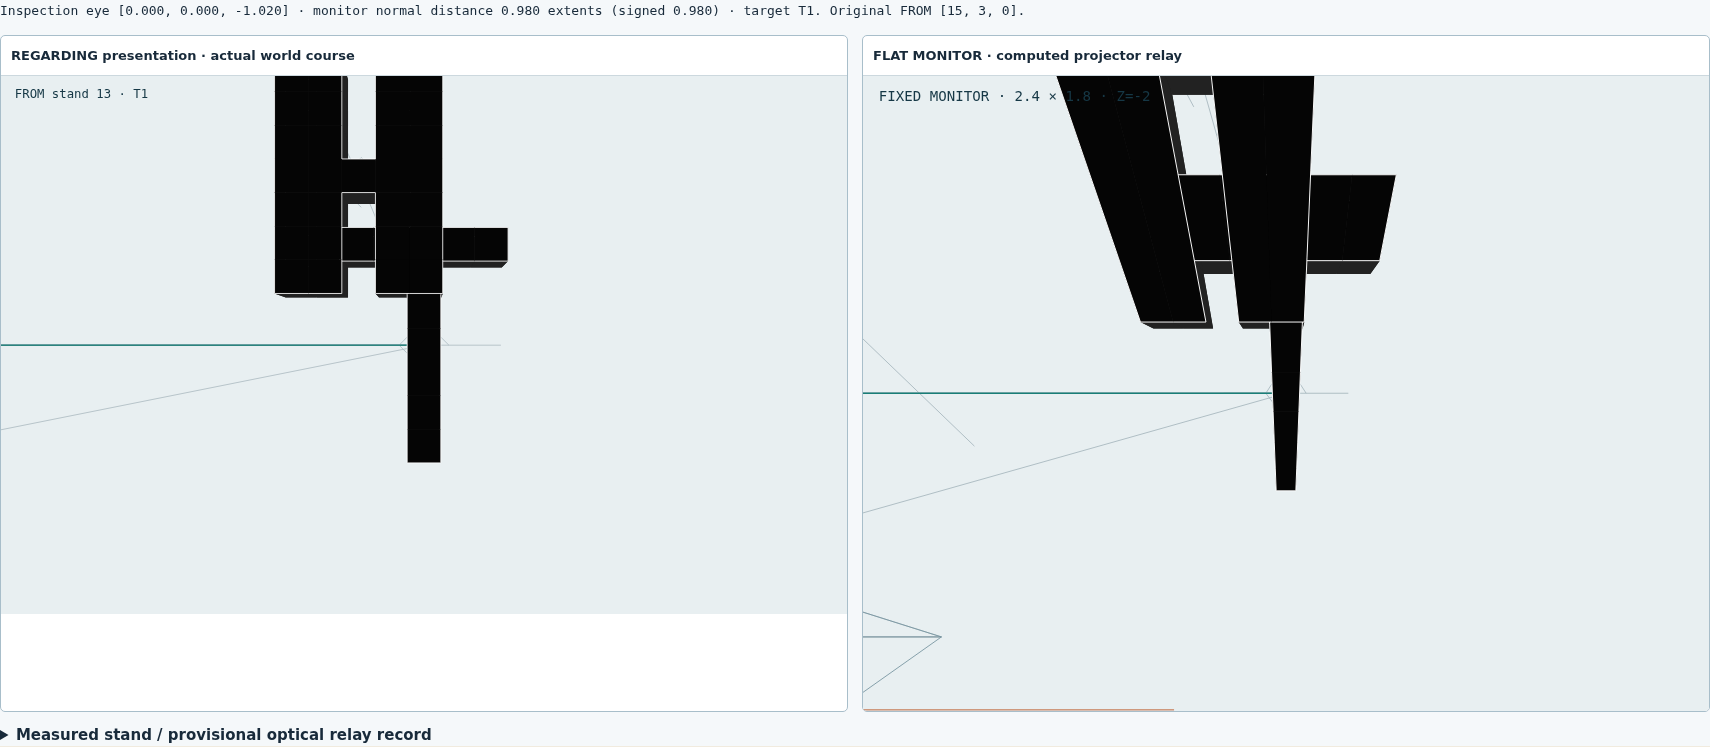 Inspection eye [0.000, 0.000, -1.020] · monitor normal distance 0.980 extents (signed 0.980) · target T1. Original FROM [15, 3, 0].
REGARDING presentation · actual world course
FROM stand 13 · T1
FLAT MONITOR · computed projector relay
FIXED MONITOR · 2.4 × 1.8 · Z=-2
Measured stand / provisional optical relay record